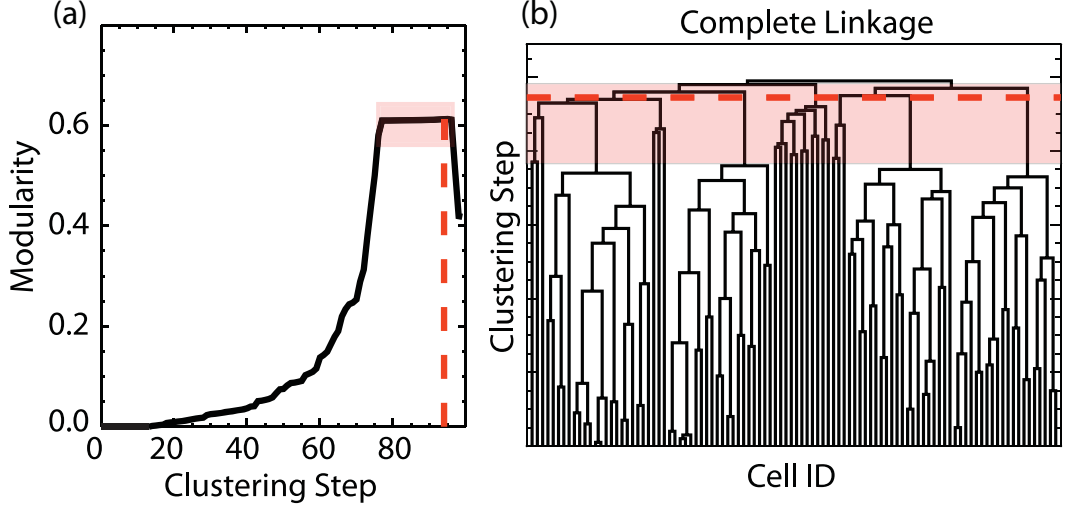 (a)
(b)
Complete Linkage
Modularity
0.6
0.4
0.2
0.0
0 20 40 60 80
Clustering Step
Clustering Step
Cell ID